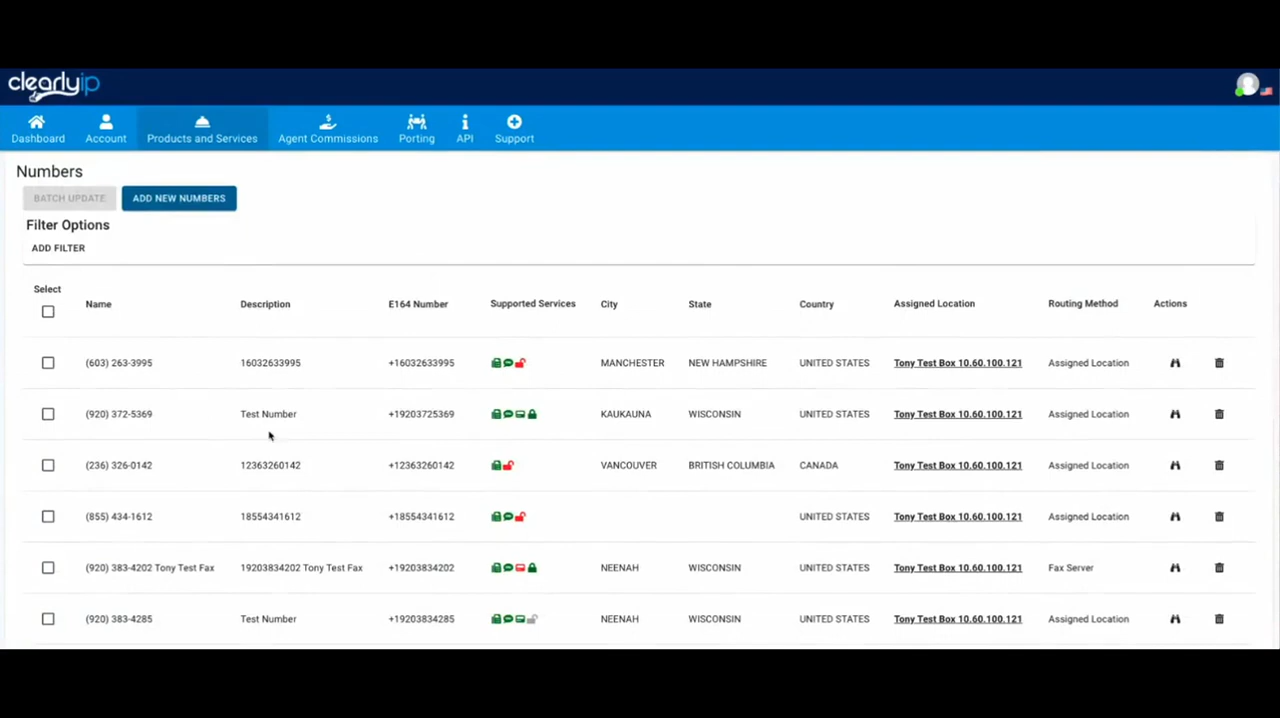 clearlyip
Dashboard Account Products and Services Agent Commissions Porting API Support
Numbers
BATCH UPDATE ADD NEW NUMBERS
Filter Options
ADD FILTER
Select
Name Description E164 Number Supported Services City State Country Assigned Location Routing Method Actions
(603) 263-3995 16032633995 +16032633995 MANCHESTER NEW HAMPSHIRE UNITED STATES Tony Test Box 10.60.100.121 Assigned Location
(920) 372-5369 Test Number +19203725369 KAUKAUNA WISCONSIN UNITED STATES Tony Test Box 10.60.100.121 Assigned Location
(236) 326-0142 12363260142 +12363260142 VANCOUVER BRITISH COLUMBIA CANADA Tony Test Box 10.60.100.121 Assigned Location
(855) 434-1612 18554341612 +18554341612 UNITED STATES Tony Test Box 10.60.100.121 Assigned Location
(920) 383-4202 Tony Test Fax 19203834202 Tony Test Fax +19203834202 NEENAH WISCONSIN UNITED STATES Tony Test Box 10.60.100.121 Fax Server
(920) 383-4285 Test Number +19203834285 NEENAH WISCONSIN UNITED STATES Tony Test Box 10.60.100.121 Assigned Location